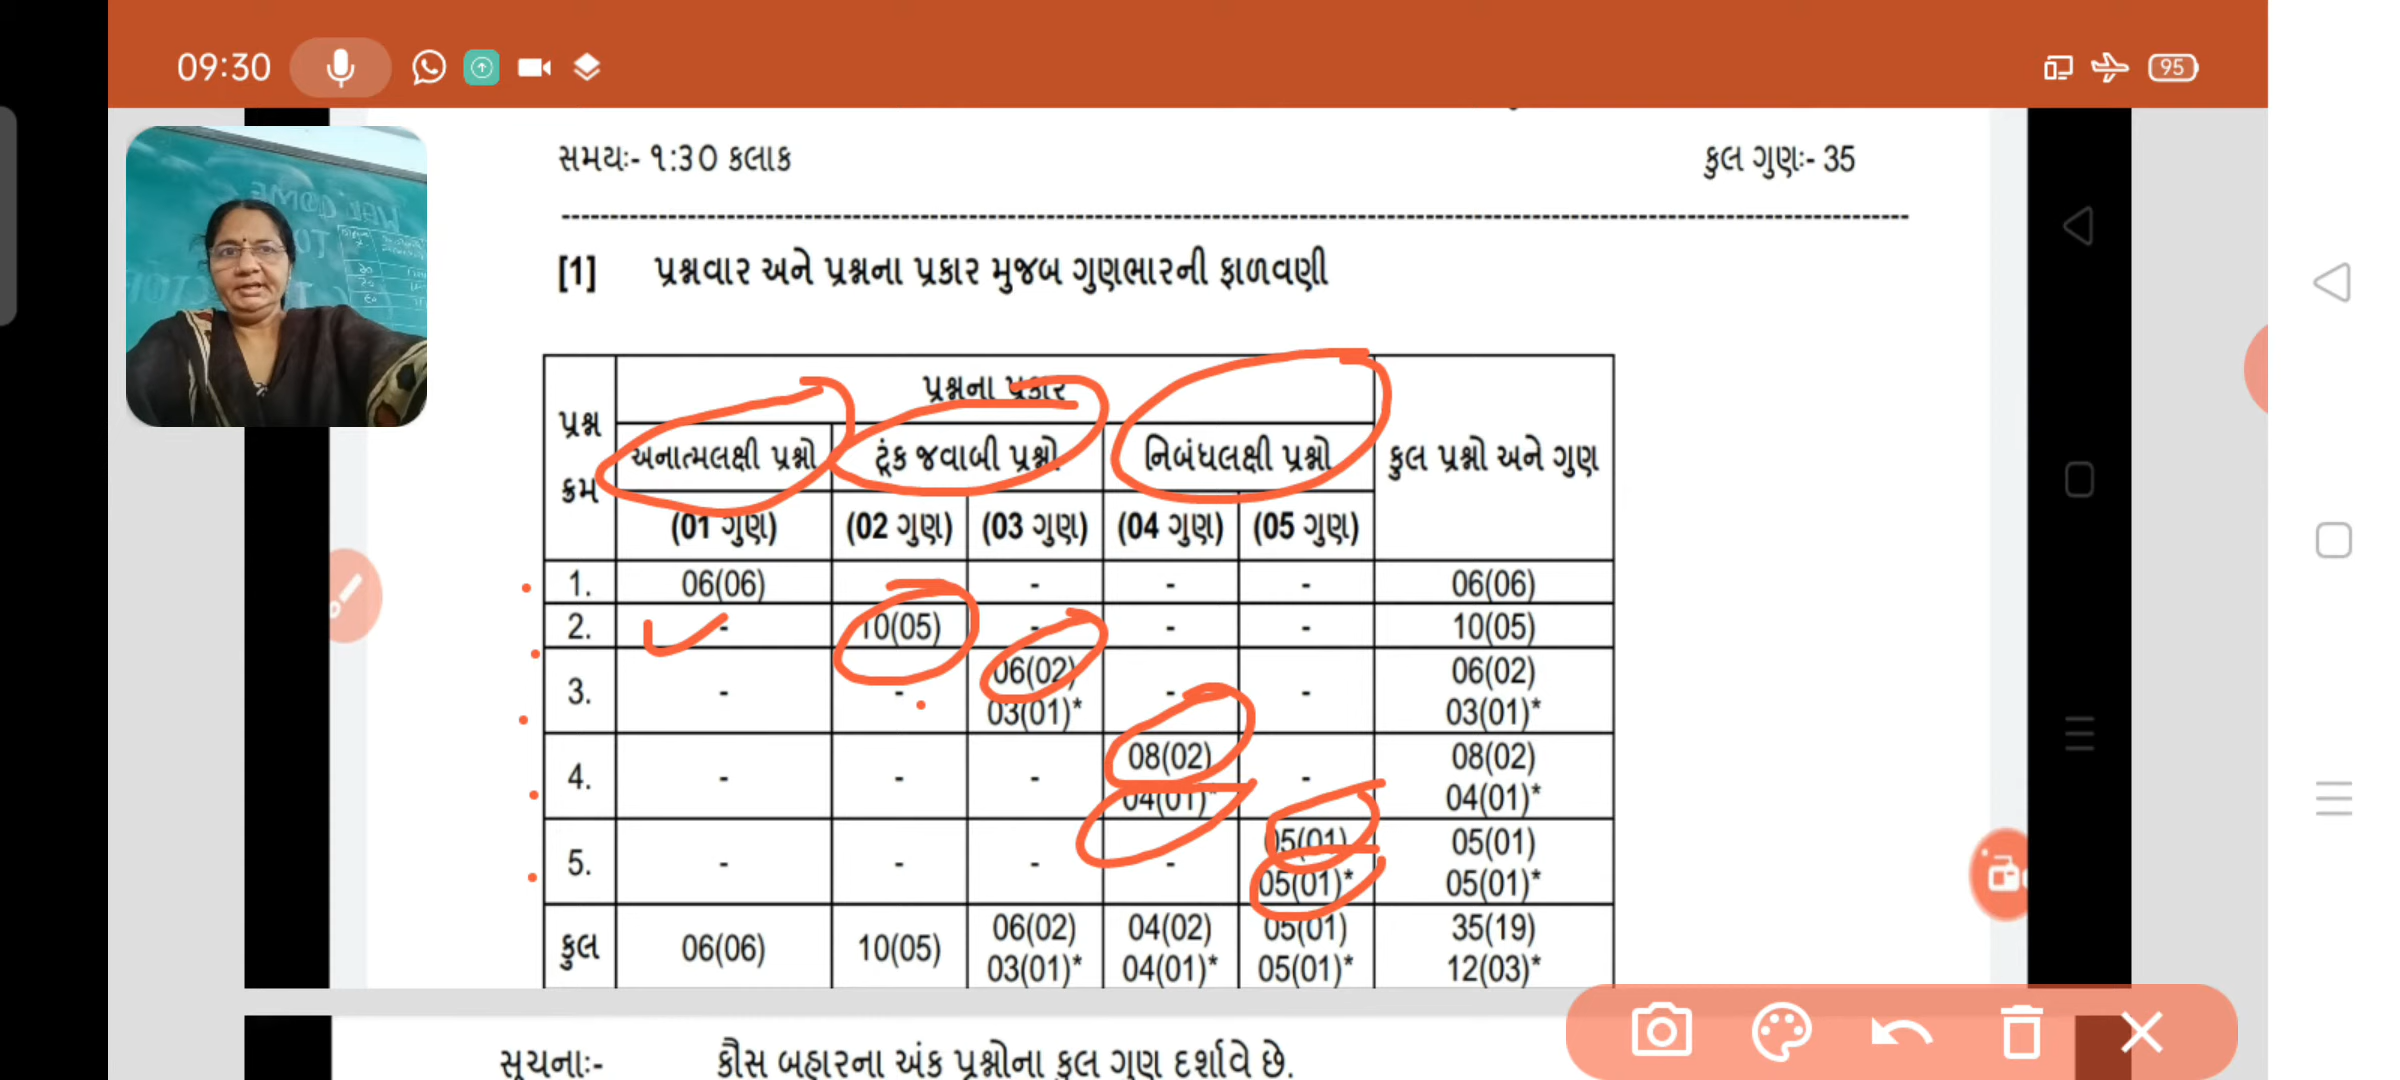 09:30
95
સમયઃ- ૧:૩૦ કલાક
કુલ ગુણઃ- 35
[1] પ્રશ્નવાર અને પ્રશ્નના પ્રકાર મુજબ ગુણભારની ફાળવણી
પ્રશ્ન ક્રમ
પ્રશ્નના પ્રકાર
કુલ પ્રશ્નો અને ગુણ
અનાત્મલક્ષી પ્રશ્નો ટૂંક જવાબી પ્રશ્નો નિબંધલક્ષી પ્રશ્નો
(01 ગુણ) (02 ગુણ) (03 ગુણ) (04 ગુણ) (05 ગુણ)
1. 06(06) - - - 06(06)
2. - 10(05) - - - 10(05)
3. - - 06(02) - - 06(02)
03(01)* 03(01)*
4. - - - 08(02) - 08(02)
04(01)* 04(01)*
5. - - - - 05(01) 05(01)
05(01)* 05(01)*
કુલ 06(06) 10(05) 06(02) 04(02) 05(01) 35(19)
03(01)* 04(01)* 05(01)* 12(03)*
સુચનાઃ- કૌંસ બહારના અંક પ્રશ્નોના કુલ ગુણ દર્શાવે છે.